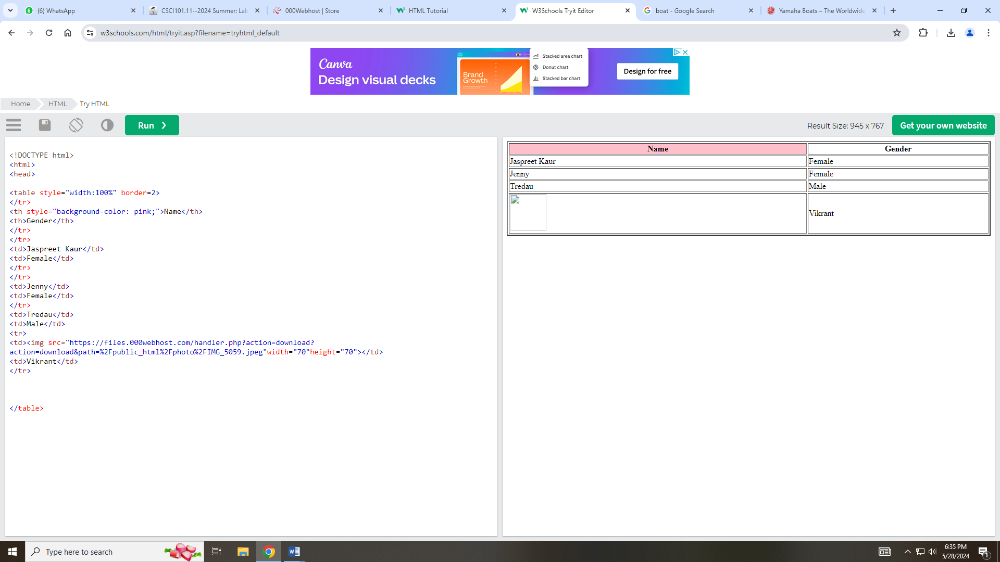 (6) WhatsApp
CSCI101.11--2024 Summer: Lab
000Webhost | Store
HTML Tutorial
W3Schools Tryit Editor
boat - Google Search
Yamaha Boats – The Worldwide
w3schools.com/html/tryit.asp?filename=tryhtml_default
Canva
Design visual decks
Brand
Growth
Stacked area chart
Donut chart
Stacked bar chart
Design for free
Home
HTML
Try HTML
Run ❯
Result Size: 945 x 767
Get your own website
<!DOCTYPE html>
<html>
<head>
<table style="width:100%" border=2>
</tr>
<th style="background-color: pink;">Name</th>
<th>Gender</th>
</tr>
</tr>
<td>Jaspreet Kaur</td>
<td>Female</td>
</tr>
</tr>
<td>Jenny</td>
<td>Female</td>
</tr>
<td>Tredau</td>
<td>Male</td>
<tr>
<td><img src="https://files.000webhost.com/handler.php?action=download?
action=download&path=%2Fpublic_html%2Fphoto%2FIMG_5059.jpeg"width="70"height="70"></td>
<td>Vikrant</td>
</tr>
</table>
Name Gender
Jaspreet Kaur Female
Jenny Female
Tredau Male
Vikrant
Type here to search
6:35 PM
5/28/2024
1